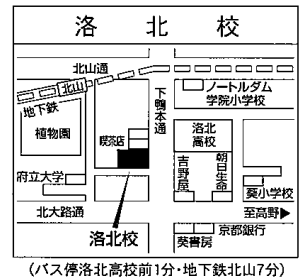 洛北校
北山通
北山
地下鉄
植物園
喫茶店
下鴨本通
ノートルダム
学院小学校
洛北
高校
吉野屋
朝日生命
府立大学
葵小学校
北大路通
至高野▶
洛北校
京都銀行
葵書房
(バス停洛北高校前1分・地下鉄北山7分)